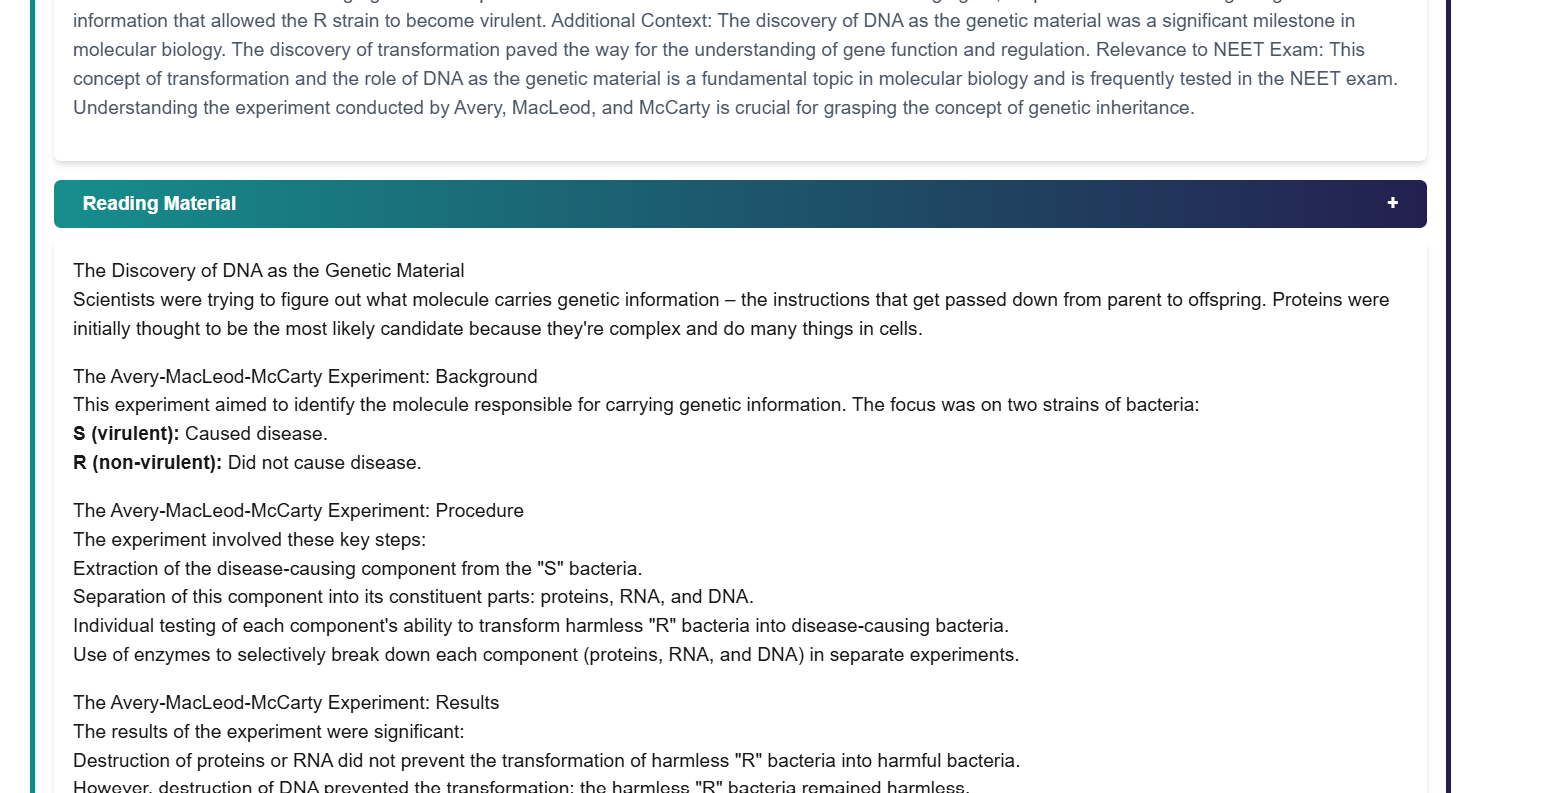 information that allowed the R strain to become virulent. Additional Context: The discovery of DNA as the genetic material was a significant milestone in
molecular biology. The discovery of transformation paved the way for the understanding of gene function and regulation. Relevance to NEET Exam: This
concept of transformation and the role of DNA as the genetic material is a fundamental topic in molecular biology and is frequently tested in the NEET exam.
Understanding the experiment conducted by Avery, MacLeod, and McCarty is crucial for grasping the concept of genetic inheritance.
Reading Material +
The Discovery of DNA as the Genetic Material
Scientists were trying to figure out what molecule carries genetic information – the instructions that get passed down from parent to offspring. Proteins were
initially thought to be the most likely candidate because they're complex and do many things in cells.
The Avery-MacLeod-McCarty Experiment: Background
This experiment aimed to identify the molecule responsible for carrying genetic information. The focus was on two strains of bacteria:
S (virulent): Caused disease.
R (non-virulent): Did not cause disease.
The Avery-MacLeod-McCarty Experiment: Procedure
The experiment involved these key steps:
Extraction of the disease-causing component from the "S" bacteria.
Separation of this component into its constituent parts: proteins, RNA, and DNA.
Individual testing of each component's ability to transform harmless "R" bacteria into disease-causing bacteria.
Use of enzymes to selectively break down each component (proteins, RNA, and DNA) in separate experiments.
The Avery-MacLeod-McCarty Experiment: Results
The results of the experiment were significant:
Destruction of proteins or RNA did not prevent the transformation of harmless "R" bacteria into harmful bacteria.
However, destruction of DNA prevented the transformation: the harmless "R" bacteria remained harmless.